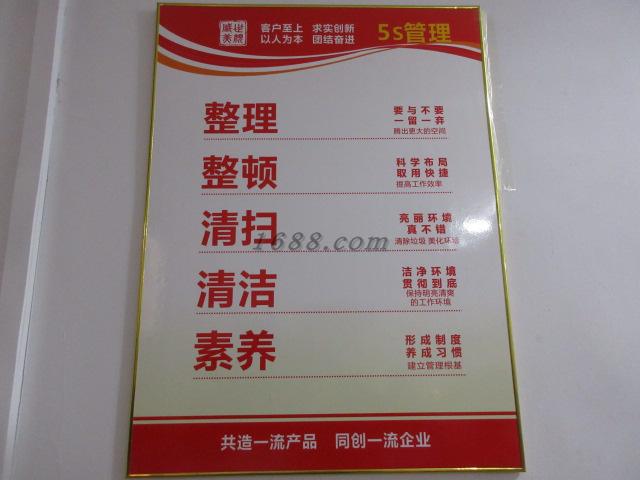 客户至上 求实创新
以人为本 团结奋进
5s管理
整理
要与不要
一留一弃
腾出更大的空间
整顿
科学布局
取用快捷
提高工作效率
清扫
亮丽环境
真不错
清除垃圾 美化环境
1688.com
清洁
洁净环境
贯彻到底
保持明亮清爽
的工作环境
素养
形成制度
养成习惯
建立管理根基
共造一流产品 同创一流企业